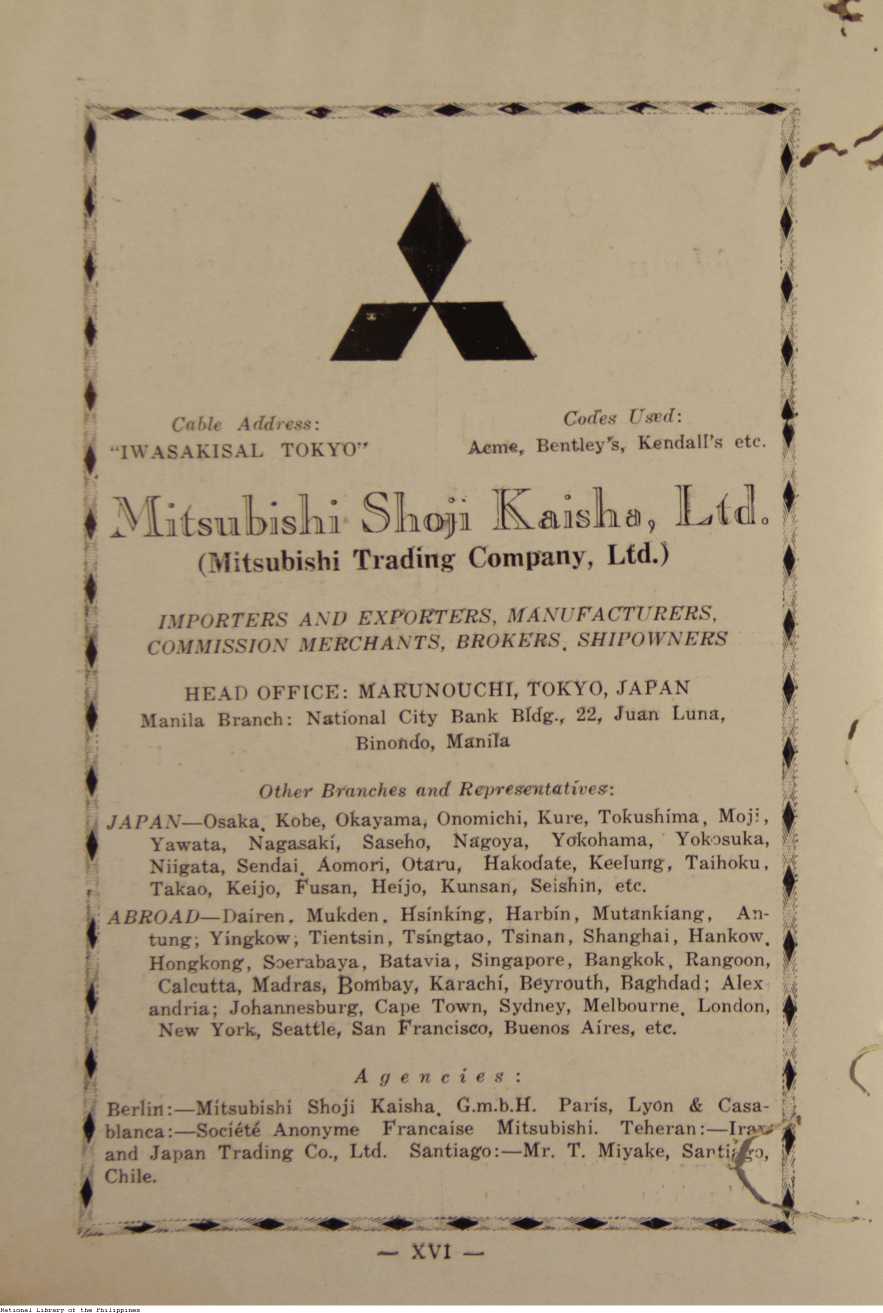 Cable Address:
"IWASAKISAL TOKYO"
Codes Used:
Acme, Bentley's, Kendall's etc.
Mitsubishi Shoji Kaisha, Ltd.
(Mitsubishi Trading Company, Ltd.)
IMPORTERS AND EXPORTERS, MANUFACTURERS,
COMMISSION MERCHANTS, BROKERS, SHIPOWNERS
HEAD OFFICE: MARUNOUCHI, TOKYO, JAPAN
Manila Branch: National City Bank Bldg., 22, Juan Luna,
Binondo, Manila
Other Branches and Representatives:
JAPAN—Osaka, Kobe, Okayama, Onomichi, Kure, Tokushima, Moji,
Yawata, Nagasaki, Saseho, Nagoya, Yokohama, Yokosuka,
Niigata, Sendai, Aomori, Otaru, Hakodate, Keelung, Taihoku,
Takao, Keijo, Fusan, Heijo, Kunsan, Seishin, etc.
ABROAD—Dairen, Mukden, Hsinking, Harbin, Mutankiang, An-
tung; Yingkow; Tientsin, Tsingtao, Tsinan, Shanghai, Hankow,
Hongkong, Soerabaya, Batavia, Singapore, Bangkok, Rangoon,
Calcutta, Madras, Bombay, Karachi, Beyrouth, Baghdad; Alex
andria; Johannesburg, Cape Town, Sydney, Melbourne, London,
New York, Seattle, San Francisco, Buenos Aires, etc.
Agencies:
Berlin:—Mitsubishi Shoji Kaisha, G.m.b.H. Paris, Lyon & Casa-
blanca:—Société Anonyme Francaise Mitsubishi. Teheran:—Iran
and Japan Trading Co., Ltd. Santiago:—Mr. T. Miyake, Santiago,
Chile.
— XVI —
National Library of the Philippines